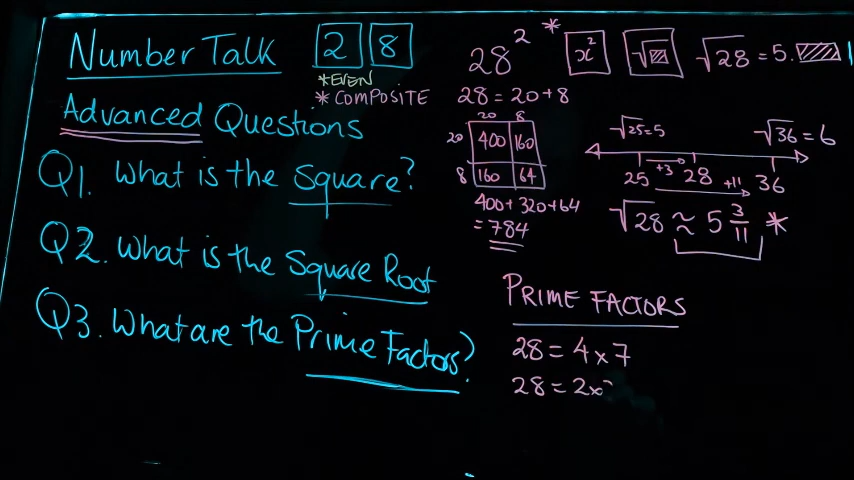 Number Talk
2 8
*EVEN
* COMPOSITE
Advanced Questions
Q1. What is the Square?
Q2. What is the Square Root
Q3. What are the Prime Factors?
28² *
x²
√
√28 = 5.
28 = 20+8
20 8
20 400 160
8 160 64
400+320+64
= 784
√25=5 √36=6
+3 +11
25 28 36
√28 ≈ 5 3/11 *
PRIME FACTORS
28 = 4x7
28 = 2x